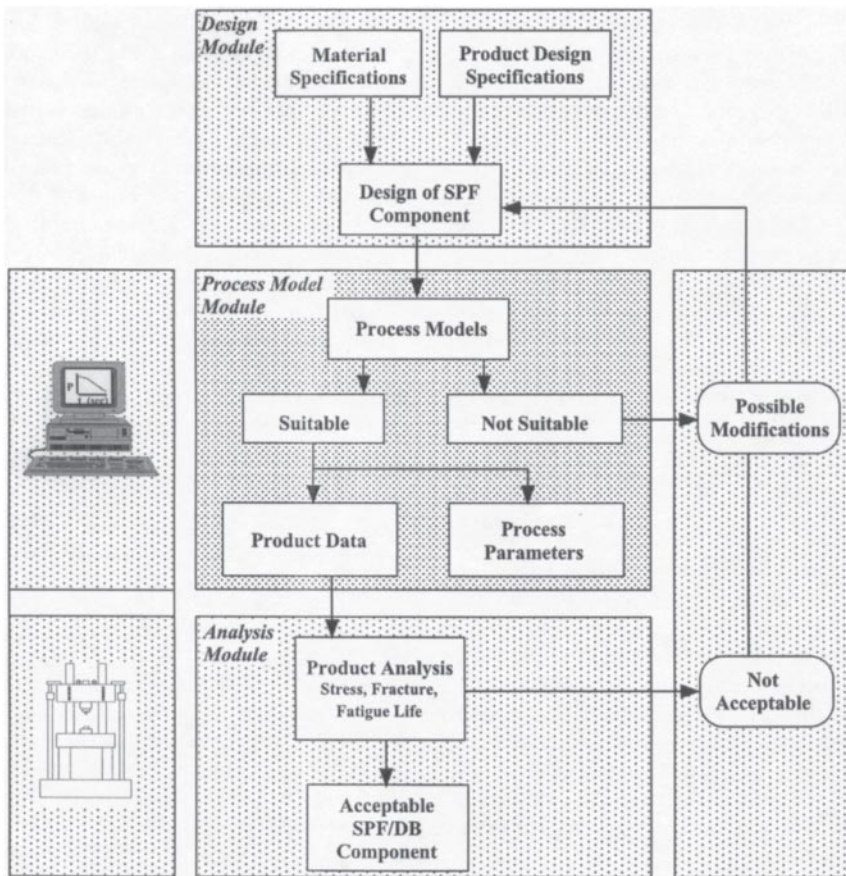 Design
Module
Material
Specifications
Product Design
Specifications
Design of SPF
Component
Process Model
Module
Process Models
P
t (sec)
Suitable
Not Suitable
Possible
Modifications
Product Data
Process
Parameters
Analysis
Module
Product Analysis
Stress, Fracture,
Fatigue Life
Not
Acceptable
Acceptable
SPF/DB
Component